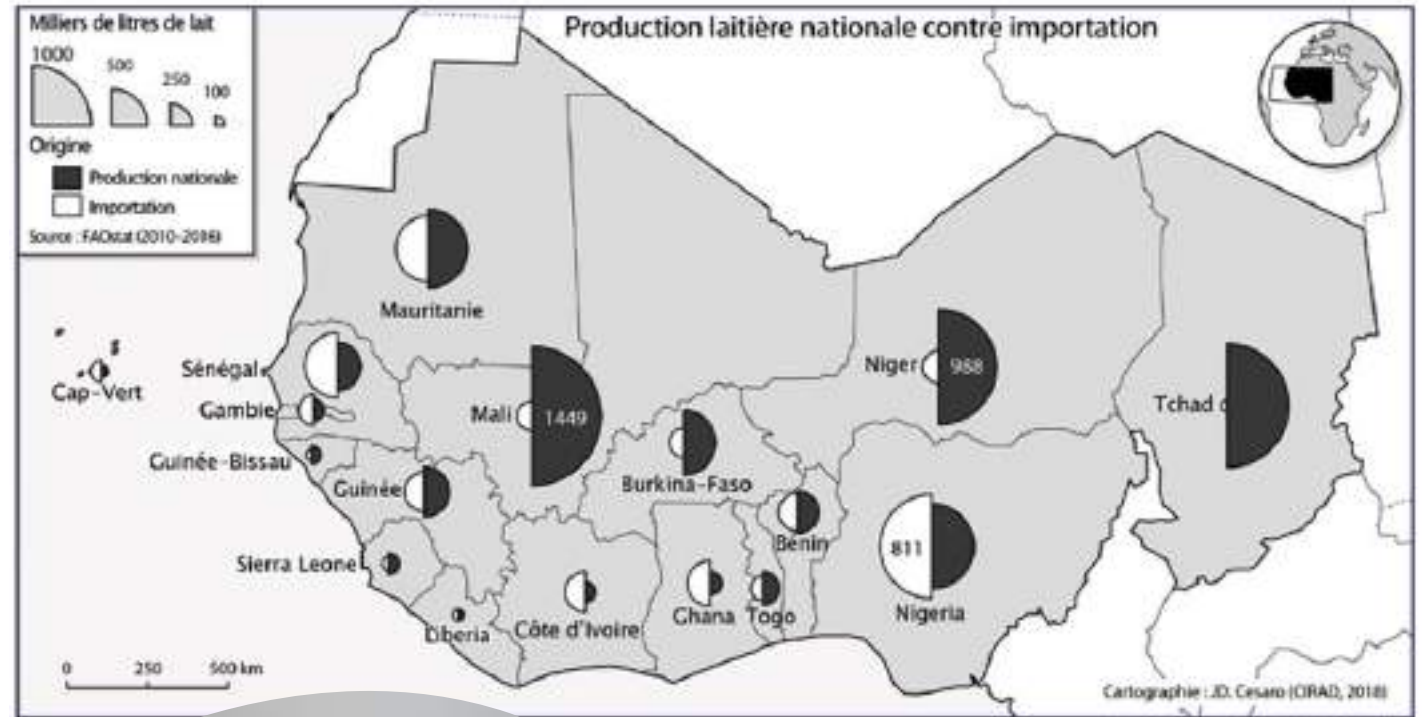 Production laitière nationale contre importation
Milliers de litres de lait
1000
500
250
100
Origine
Production nationale
Importation
Source : FAOstat (2010-2016)
Mauritanie
Cap-Vert
Sénégal
Gambie
Guinée-Bissau
Guinée
Sierra Leone
Liberia
Mali
1449
Burkina-Faso
Côte d'Ivoire
Ghana
Togo
Bénin
Niger
988
811
Nigeria
Tchad
0 250 500 km
Cartographie : JD. Cesaro (CIRAD, 2018)